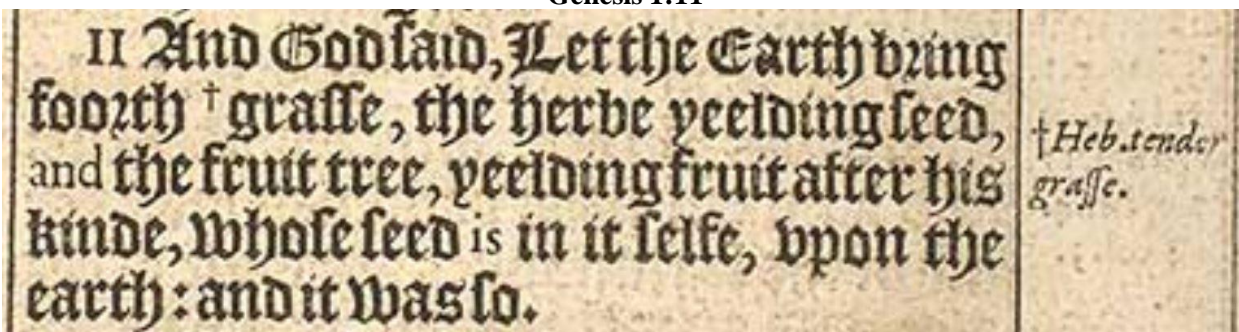 Genesis 1:11
11 And God ſaid, Let the Earth bring
foorth † graſſe, the herbe yeelding ſeed,
and the fruit tree, yeelding fruit after his
kinde, whoſe ſeed is in it ſelfe, vpon the
earth: and it was ſo.
†Heb. tender
graſſe.